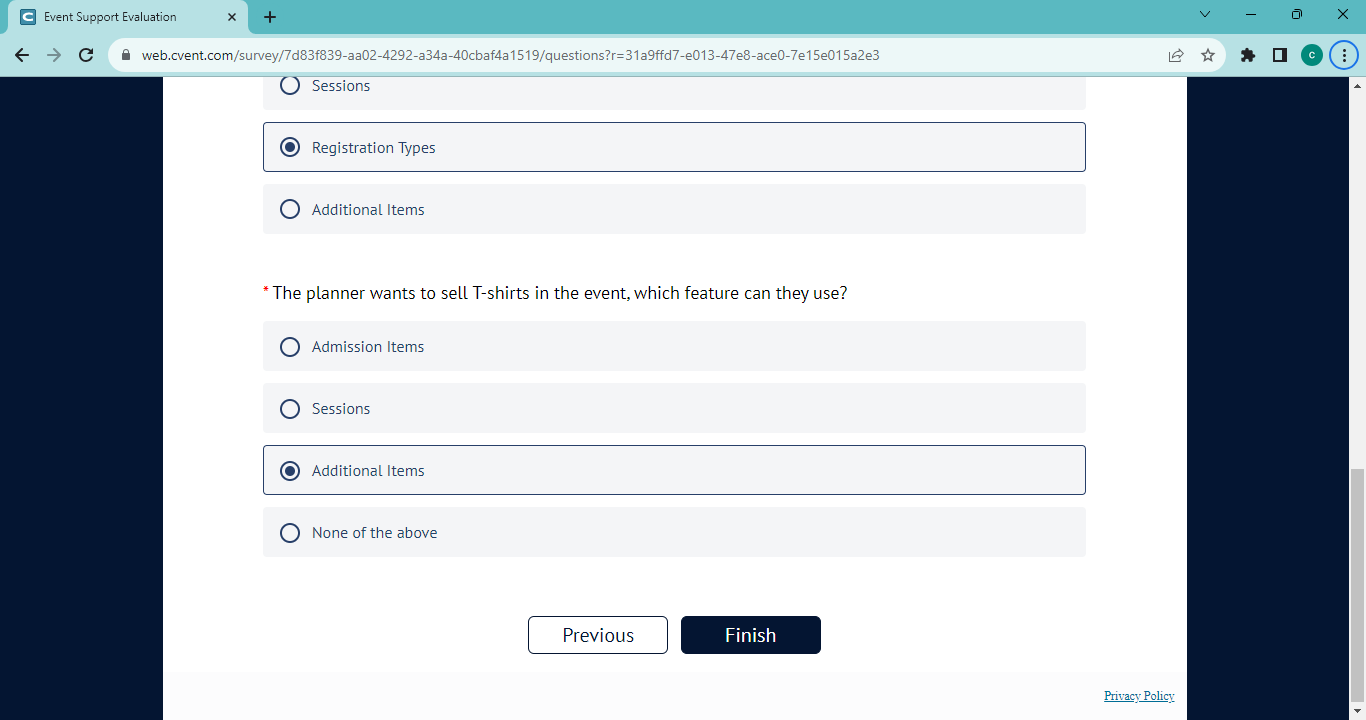 Event Support Evaluation
web.cvent.com/survey/7d83f839-aa02-4292-a34a-40cbaf4a1519/questions?r=31a9ffd7-e013-47e8-ace0-7e15e015a2e3
c
Sessions
Registration Types
Additional Items
* The planner wants to sell T-shirts in the event, which feature can they use?
Admission Items
Sessions
Additional Items
None of the above
Previous
Finish
Privacy Policy